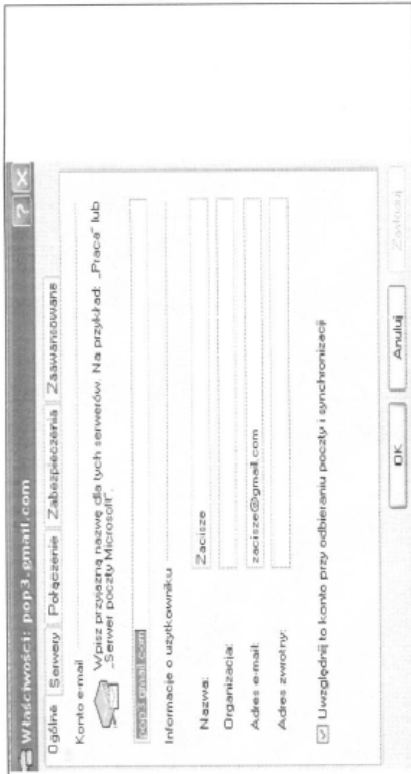 Właściwości: pop3.gmail.com
Ogólne Serwery Połączenie Zabezpieczenia Zaawansowane
Konto e-mail
Wpisz przyjazną nazwę dla tych serwerów. Na przykład: „Praca” lub
„Serwer poczty Microsoft”.
pop3.gmail.com
Informacje o użytkowniku
Nazwa: Zacisze
Organizacja:
Adres e-mail: zacisze@gmail.com
Adres zwrotny:
Uwzględnij to konto przy odbieraniu poczty i synchronizacji
OK Anuluj Zastosuj